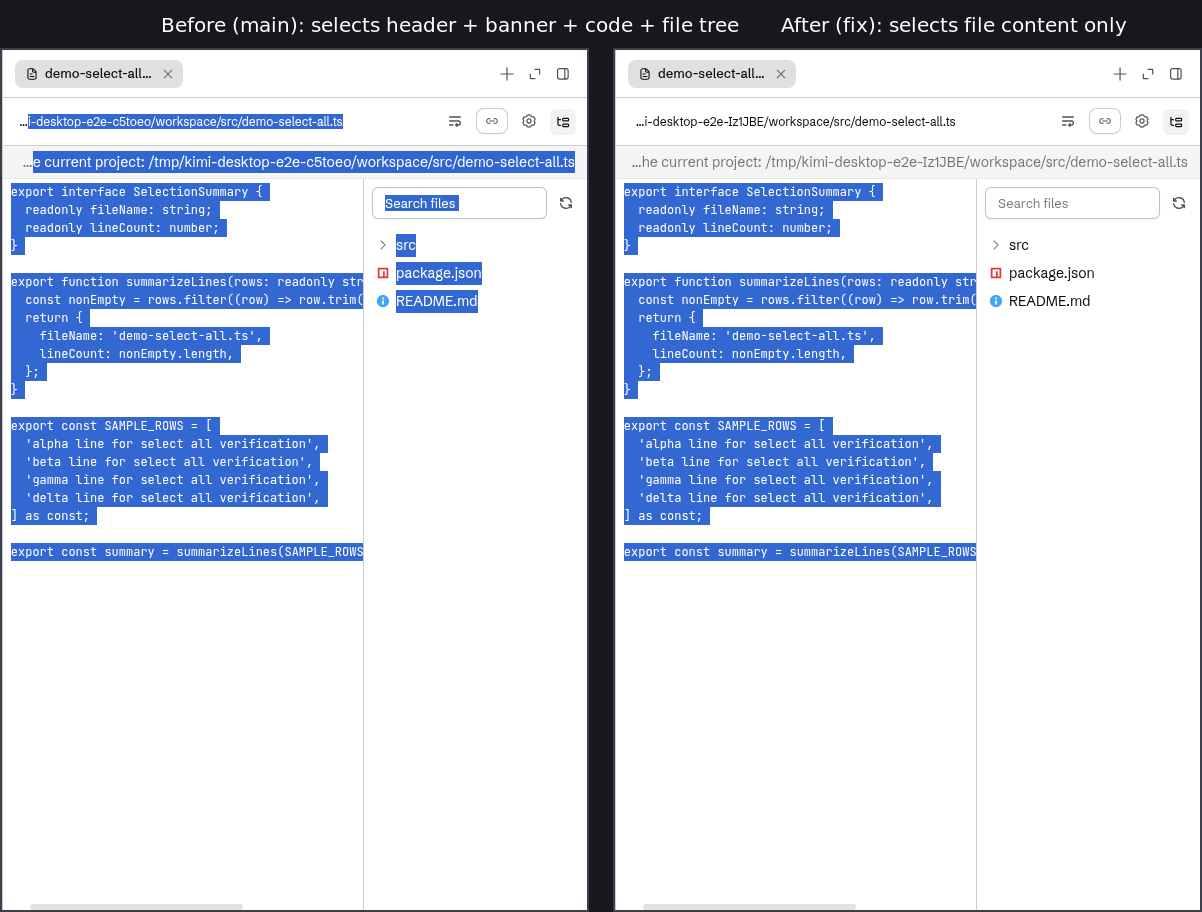 Before (main): selects header + banner + code + file tree
After (fix): selects file content only
demo-select-all...
...i-desktop-e2e-c5toeo/workspace/src/demo-select-all.ts
...e current project: /tmp/kimi-desktop-e2e-c5toeo/workspace/src/demo-select-all.ts
export interface SelectionSummary {
  readonly fileName: string;
  readonly lineCount: number;
}
export function summarizeLines(rows: readonly str
  const nonEmpty = rows.filter((row) => row.trim(
  return {
    fileName: 'demo-select-all.ts',
    lineCount: nonEmpty.length,
  };
}
export const SAMPLE_ROWS = [
  'alpha line for select all verification',
  'beta line for select all verification',
  'gamma line for select all verification',
  'delta line for select all verification',
] as const;
export const summary = summarizeLines(SAMPLE_ROWS
Search files
src
package.json
README.md
demo-select-all...
...i-desktop-e2e-Iz1JBE/workspace/src/demo-select-all.ts
...he current project: /tmp/kimi-desktop-e2e-Iz1JBE/workspace/src/demo-select-all.ts
export interface SelectionSummary {
  readonly fileName: string;
  readonly lineCount: number;
}
export function summarizeLines(rows: readonly str
  const nonEmpty = rows.filter((row) => row.trim(
  return {
    fileName: 'demo-select-all.ts',
    lineCount: nonEmpty.length,
  };
}
export const SAMPLE_ROWS = [
  'alpha line for select all verification',
  'beta line for select all verification',
  'gamma line for select all verification',
  'delta line for select all verification',
] as const;
export const summary = summarizeLines(SAMPLE_ROWS
Search files
src
package.json
README.md